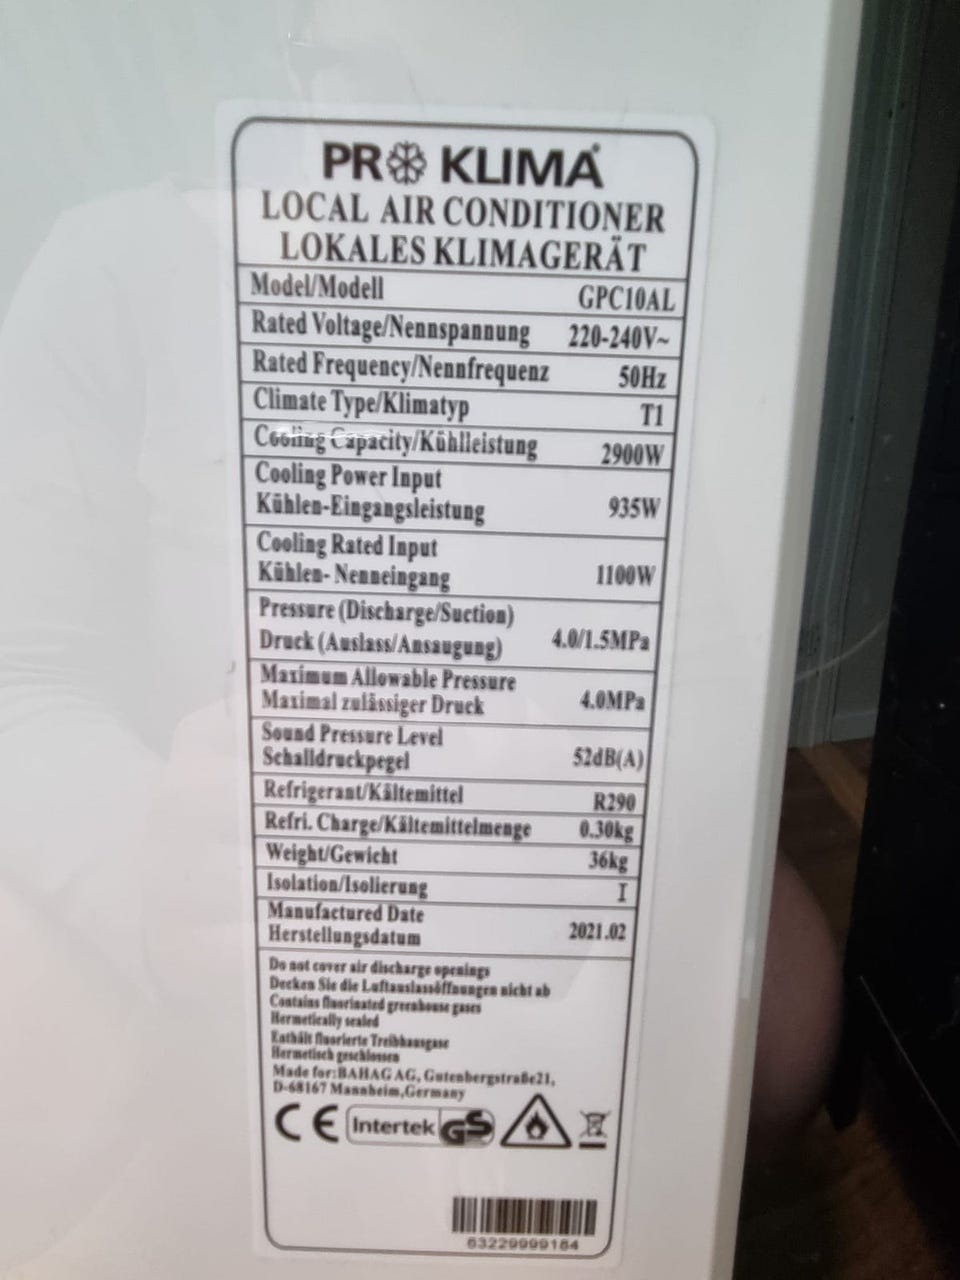 PRO KLIMA
LOCAL AIR CONDITIONER
LOKALES KLIMAGERÄT
Model/Modell GPC10AL
Rated Voltage/Nennspannung 220-240V~
Rated Frequency/Nennfrequenz 50Hz
Climate Type/Klimatyp T1
Cooling Capacity/Kühlleistung 2900W
Cooling Power Input
Kühlen-Eingangsleistung 935W
Cooling Rated Input
Kühlen- Nenneingang 1100W
Pressure (Discharge/Suction)
Druck (Auslass/Ansaugung) 4.0/1.5MPa
Maximum Allowable Pressure
Maximal zulässiger Druck 4.0MPa
Sound Pressure Level
Schalldruckpegel 52dB(A)
Refrigerant/Kältemittel R290
Refri. Charge/Kältemittelmenge 0.30kg
Weight/Gewicht 36kg
Isolation/Isolierung I
Manufactured Date
Herstellungsdatum 2021.02
Do not cover air discharge openings
Decken Sie die Luftauslassöffnungen nicht ab
Contains fluorinated greenhouse gases
Hermetically sealed
Enthält fluorierte Treibhausgase
Hermetisch geschlossen
Made for:BAHAG AG, Gutenbergstraße21,
D-68167 Mannheim,Germany
CE Intertek GS
63229999184